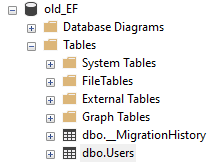 old_EF
Database Diagrams
Tables
System Tables
FileTables
External Tables
Graph Tables
dbo.__MigrationHistory
dbo.Users